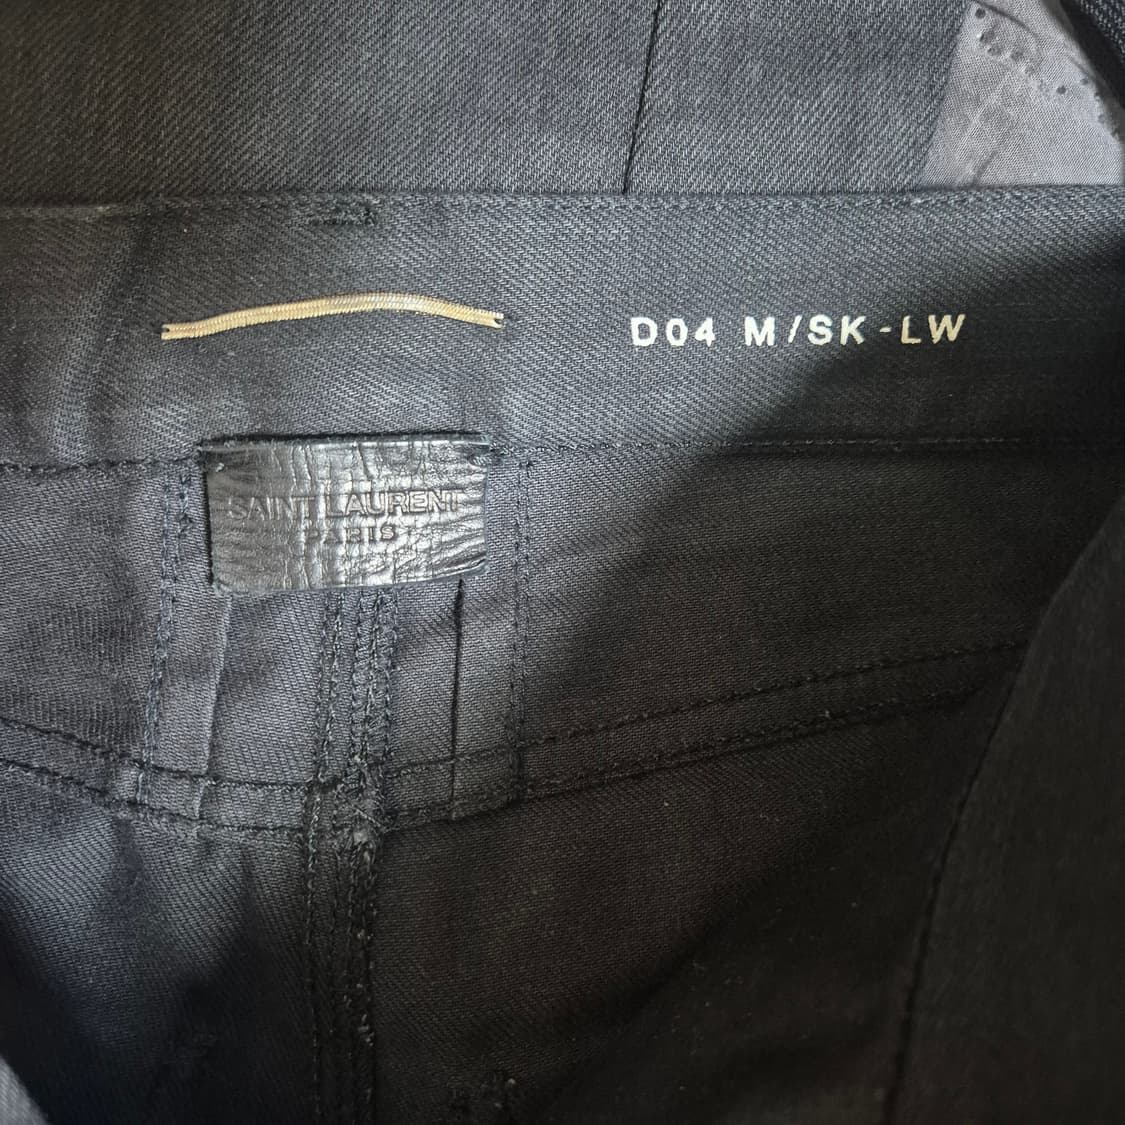 D04 M/SK-LW
SAINT LAURENT
PARIS